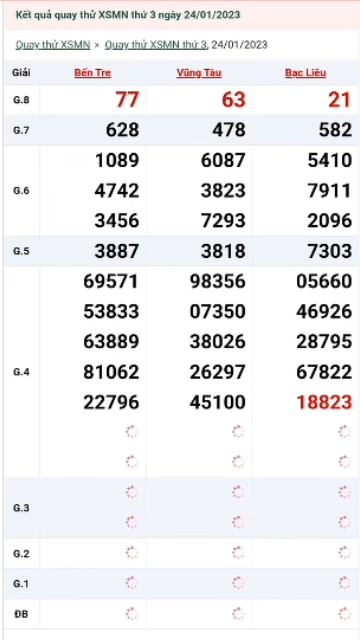 Kết quả quay thử XSMN thứ 3 ngày 24/01/2023
Quay thử XSMN » Quay thử XSMN thứ 3, 24/01/2023
Giải Bến Tre Vũng Tàu Bạc Liêu
G.8 77 63 21
G.7 628 478 582
1089 6087 5410
G.6 4742 3823 7911
3456 7293 2096
G.5 3887 3818 7303
69571 98356 05660
53833 07350 46926
63889 38026 28795
G.4 81062 26297 67822
22796 45100 18823
G.3
G.2
G.1
ĐB